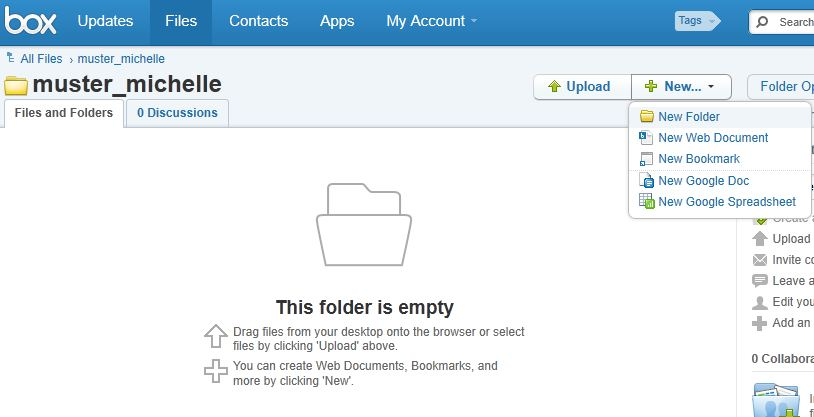 box Updates Files Contacts Apps My Account Tags Search
All Files › muster_michelle
muster_michelle
Upload New... Folder Op
Files and Folders 0 Discussions
New Folder
New Web Document
New Bookmark
New Google Doc
New Google Spreadsheet
Create a
Upload
Invite co
Leave a
Edit you
Add an
This folder is empty
Drag files from your desktop onto the browser or select
files by clicking 'Upload' above.
You can create Web Documents, Bookmarks, and
more by clicking 'New'.
0 Collabora